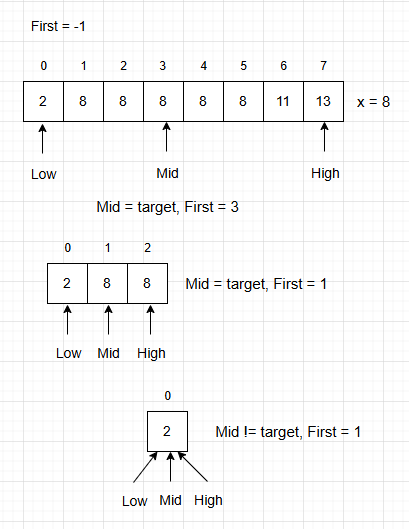 First = -1
0 1 2 3 4 5 6 7
2 8 8 8 8 8 11 13 x = 8
Low Mid High
Mid = target, First = 3
0 1 2
2 8 8 Mid = target, First = 1
Low Mid High
0
2 Mid != target, First = 1
Low Mid High